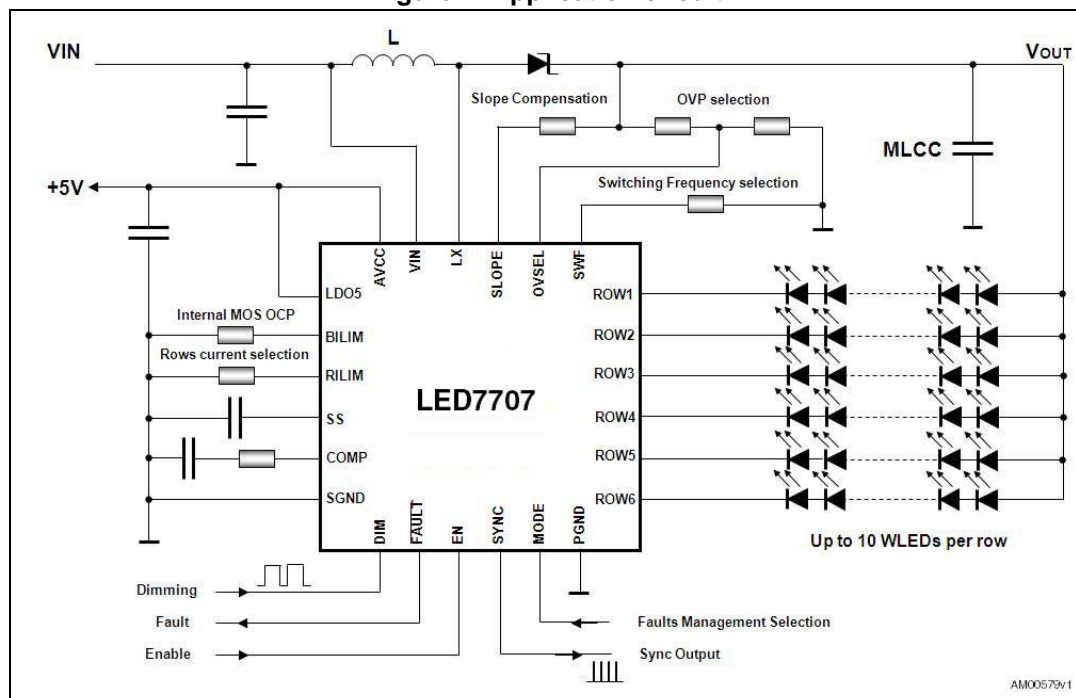 VIN
L
VOUT
Slope Compensation
OVP selection
MLCC
+5V
Switching Frequency selection
AVCC
VIN
LX
SLOPE
OVSEL
SWF
LDO5
ROW1
Internal MOS OCP
BILIM
ROW2
Rows current selection
RILIM
ROW3
LED7707
SS
ROW4
COMP
ROW5
SGND
ROW6
DIM
FAULT
EN
SYNC
MODE
PGND
Up to 10 WLEDs per row
Dimming
Fault
Faults Management Selection
Enable
Sync Output
AM00579v1